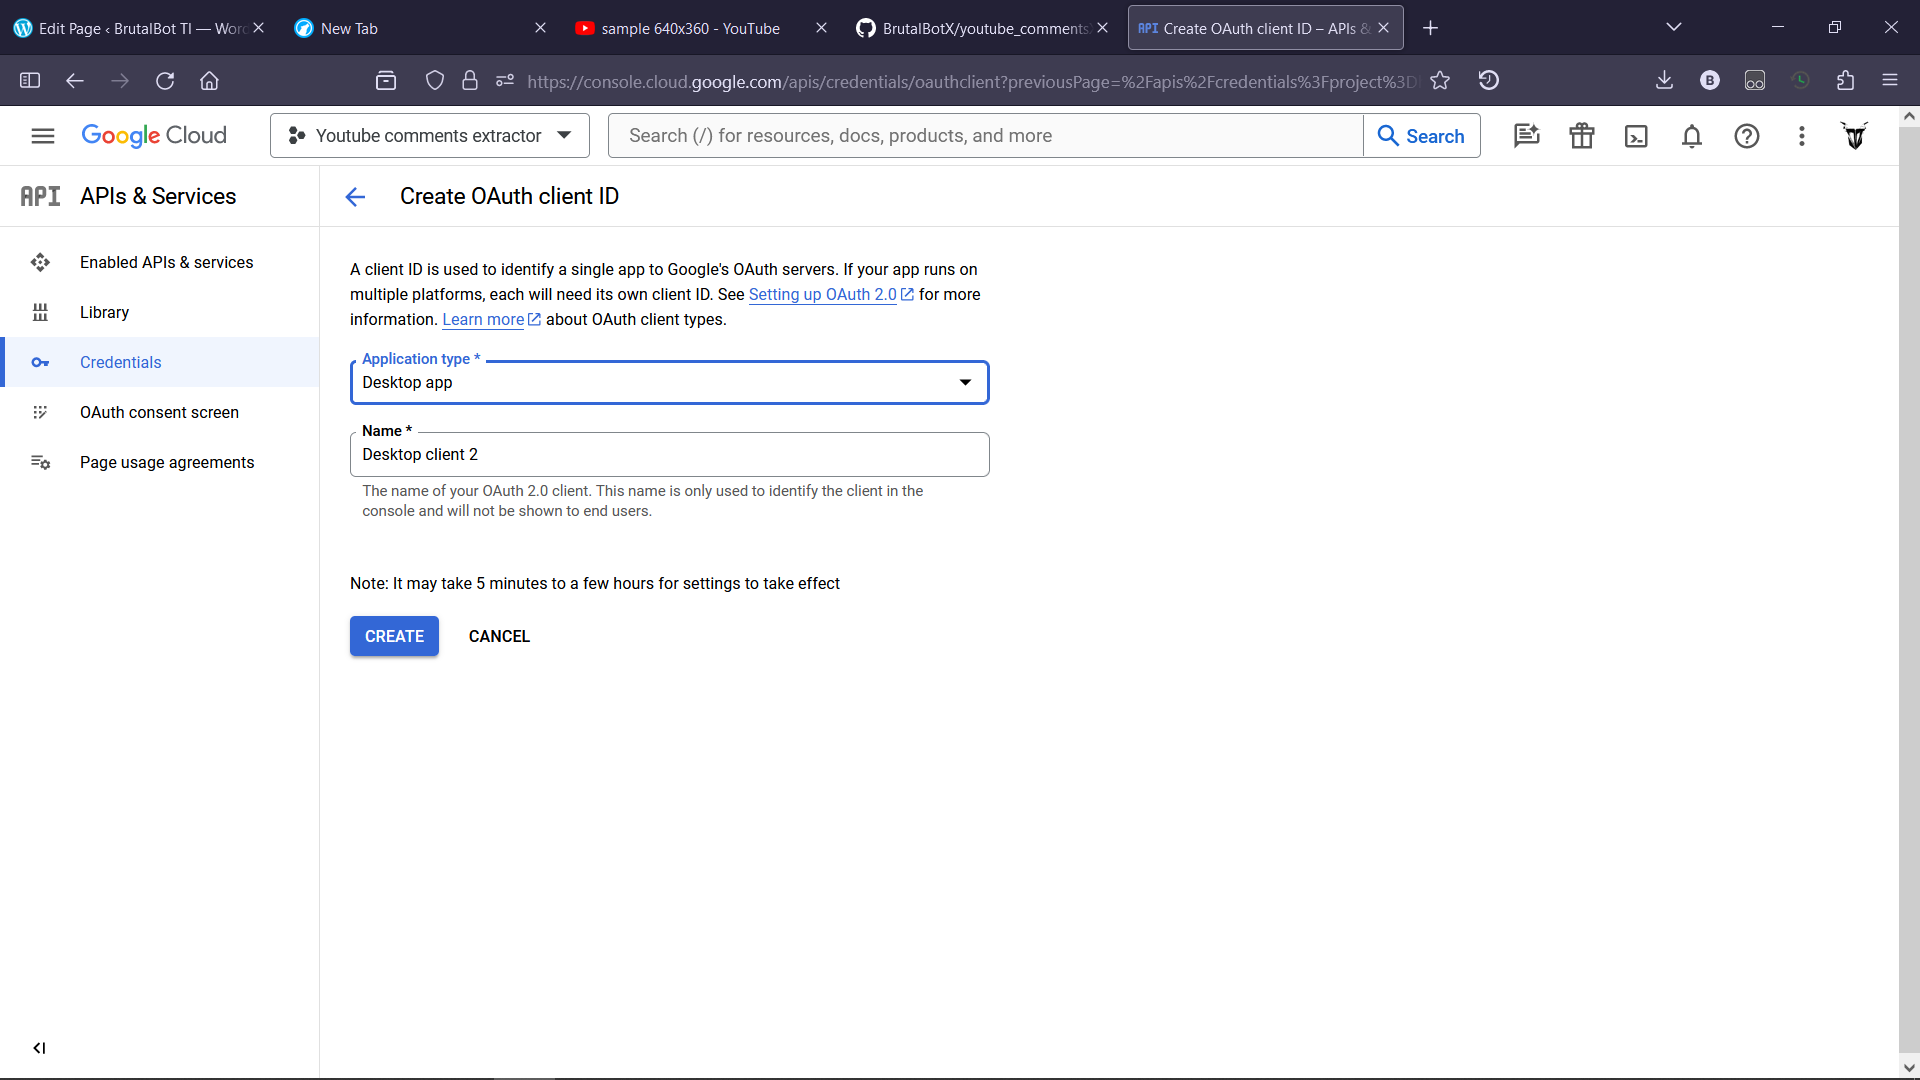 Edit Page ‹ BrutalBot TI — Word
New Tab
sample 640x360 - YouTube
BrutalBotX/youtube_comments
API Create OAuth client ID – APIs &
https://console.cloud.google.com/apis/credentials/oauthclient?previousPage=%2Fapis%2Fcredentials%3Fproject%3D
B
Google Cloud
Youtube comments extractor
Search (/) for resources, docs, products, and more
Search
API APIs & Services
Create OAuth client ID
Enabled APIs & services
Library
Credentials
OAuth consent screen
Page usage agreements
A client ID is used to identify a single app to Google's OAuth servers. If your app runs on
multiple platforms, each will need its own client ID. See Setting up OAuth 2.0 for more
information. Learn more about OAuth client types.
Application type *
Desktop app
Name *
Desktop client 2
The name of your OAuth 2.0 client. This name is only used to identify the client in the
console and will not be shown to end users.
Note: It may take 5 minutes to a few hours for settings to take effect
CREATE
CANCEL